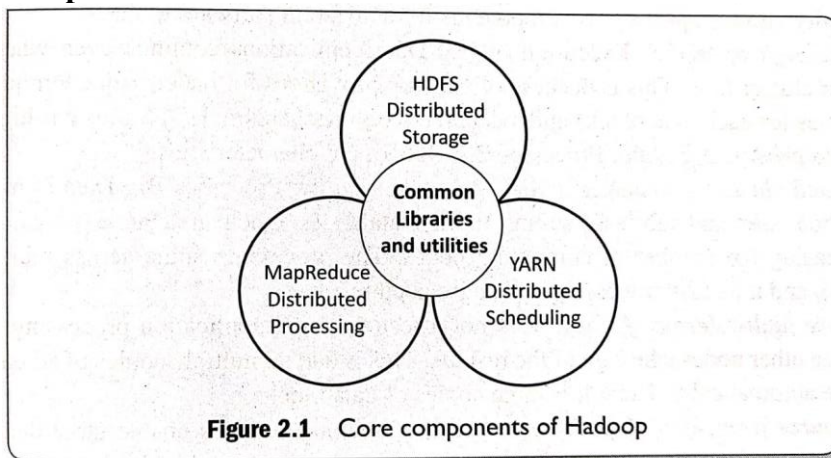 HDFS
Distributed
Storage
Common
Libraries
and utilities
MapReduce
Distributed
Processing
YARN
Distributed
Scheduling
Figure 2.1 Core components of Hadoop